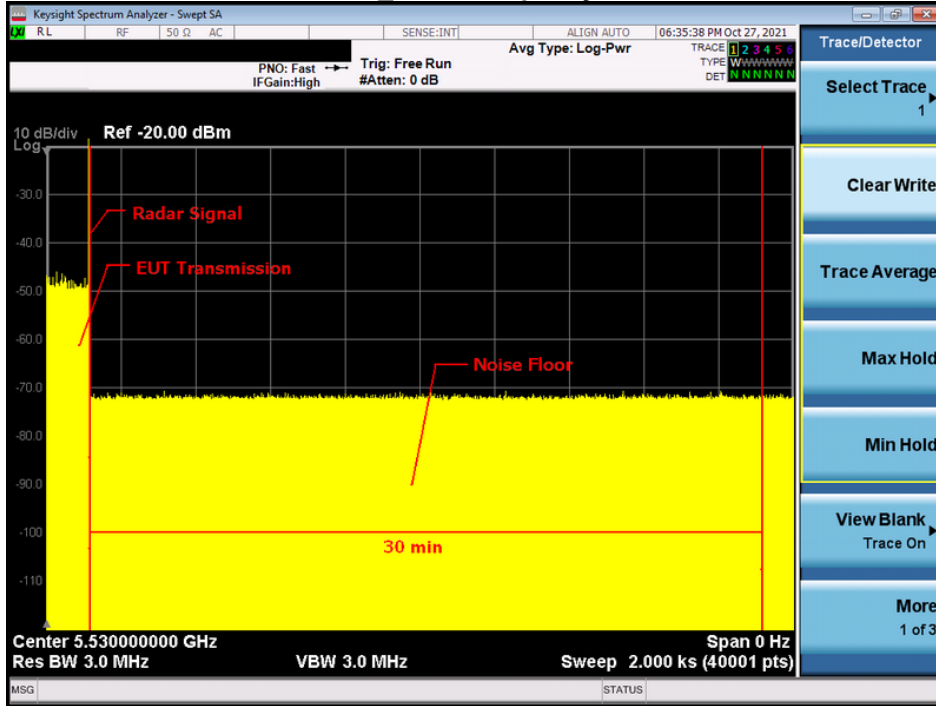 Keysight Spectrum Analyzer - Swept SA
LXI RL RF 50 Ω AC SENSE:INT ALIGN AUTO 06:35:38 PM Oct 27, 2021
Avg Type: Log-Pwr
TRACE 1 2 3 4 5 6
TYPE WWWWWW
DET N N N N N N
PNO: Fast
IFGain:High
Trig: Free Run
#Atten: 0 dB
10 dB/div
Log
Ref -20.00 dBm
-30.0
-40.0
-50.0
-60.0
-70.0
-80.0
-90.0
-100
-110
Radar Signal
EUT Transmission
Noise Floor
30 min
Center 5.530000000 GHz
Span 0 Hz
Res BW 3.0 MHz
VBW 3.0 MHz
Sweep 2.000 ks (40001 pts)
MSG
STATUS
Trace/Detector
Select Trace
1
Clear Write
Trace Average
Max Hold
Min Hold
View Blank
Trace On
More
1 of 3